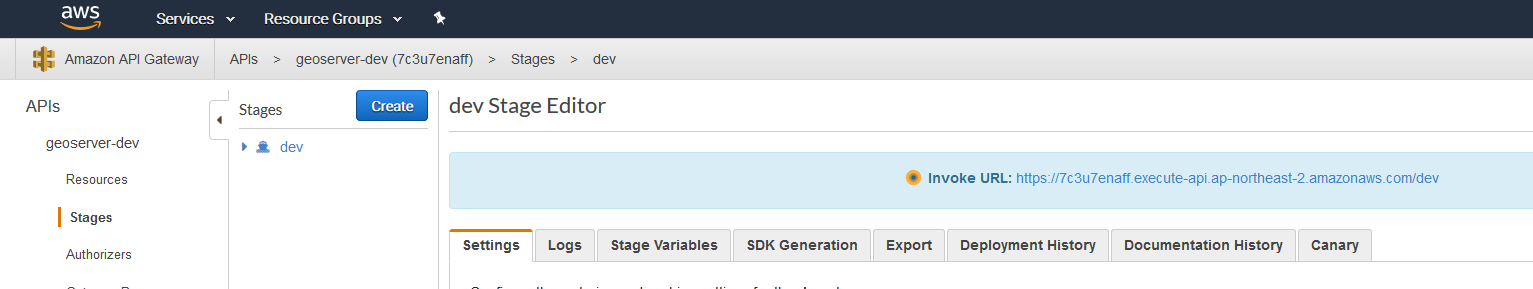 aws Services Resource Groups
Amazon API Gateway APIs > geoserver-dev (7c3u7enaff) > Stages > dev
APIs
geoserver-dev
Resources
Stages
Authorizers
Stages Create
dev
dev Stage Editor
Invoke URL: https://7c3u7enaff.execute-api.ap-northeast-2.amazonaws.com/dev
Settings Logs Stage Variables SDK Generation Export Deployment History Documentation History Canary